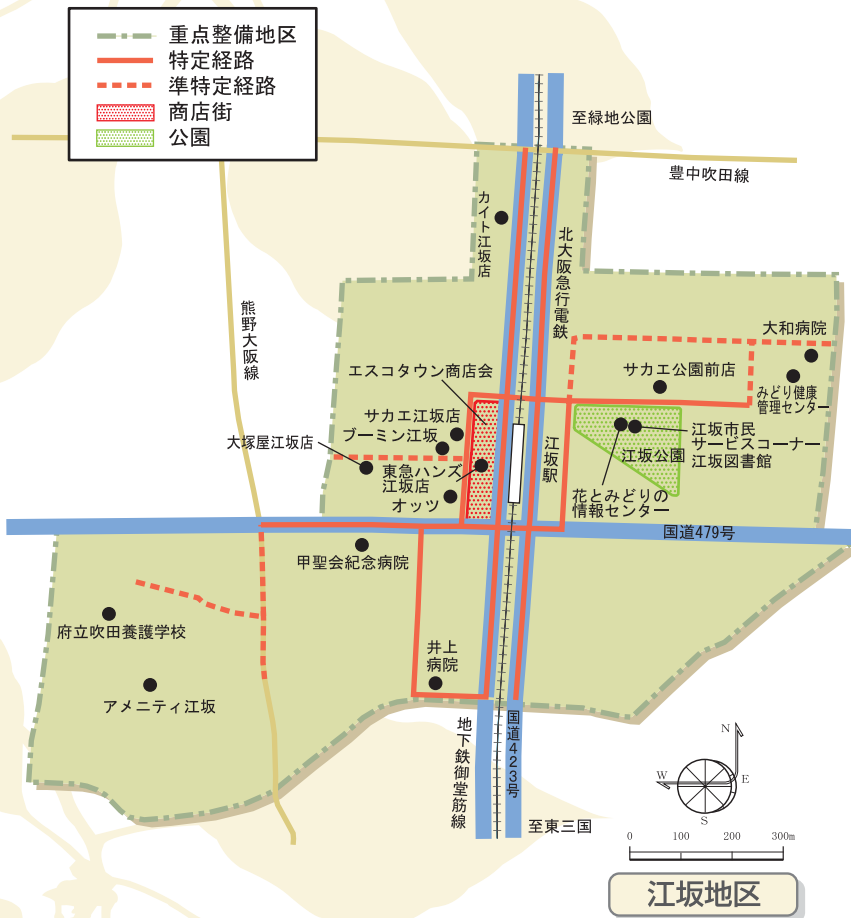 重点整備地区
特定経路
準特定経路
商店街
公園
至緑地公園
豊中吹田線
カイト江坂店
北大阪急行電鉄
熊野大阪線
大和病院
エスコタウン商店会
サカエ公園前店
みどり健康
管理センター
サカエ江坂店
ブーミン江坂
大塚屋江坂店
東急ハンズ
江坂店
オッツ
江坂駅
江坂公園
江坂市民
サービスコーナー
江坂図書館
花とみどりの
情報センター
国道479号
甲聖会紀念病院
府立吹田養護学校
井上
病院
アメニティ江坂
地下鉄御堂筋線
国道423号
至東三国
N
W
E
S
0 100 200 300m
江坂地区